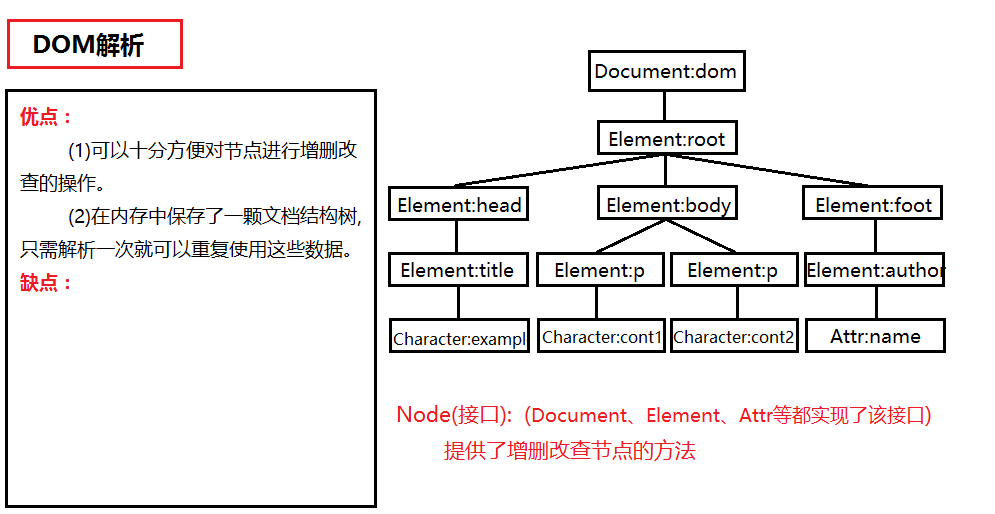 DOM解析
优点：
(1)可以十分方便对节点进行增删改
查的操作。
(2)在内存中保存了一颗文档结构树,
只需解析一次就可以重复使用这些数据。
缺点：
Document:dom
Element:root
Element:head
Element:body
Element:foot
Element:title
Element:p
Element:p
Element:author
Character:exampl
Character:cont1
Character:cont2
Attr:name
Node(接口):  (Document、Element、Attr等都实现了该接口)
提供了增删改查节点的方法